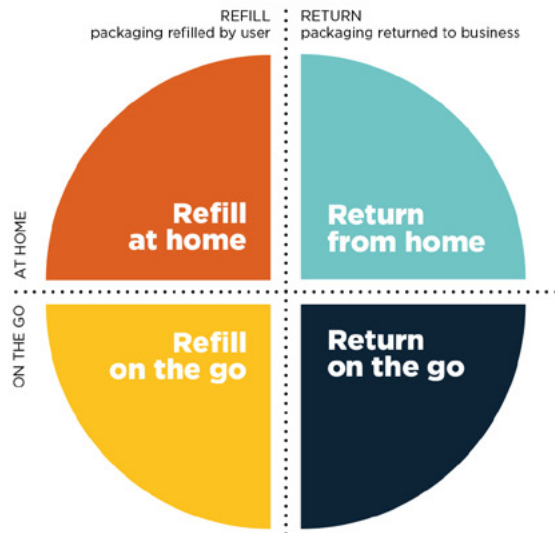 REFILL
packaging refilled by user
RETURN
packaging returned to business
AT HOME
Refill
at home
Return
from home
ON THE GO
Refill
on the go
Return
on the go